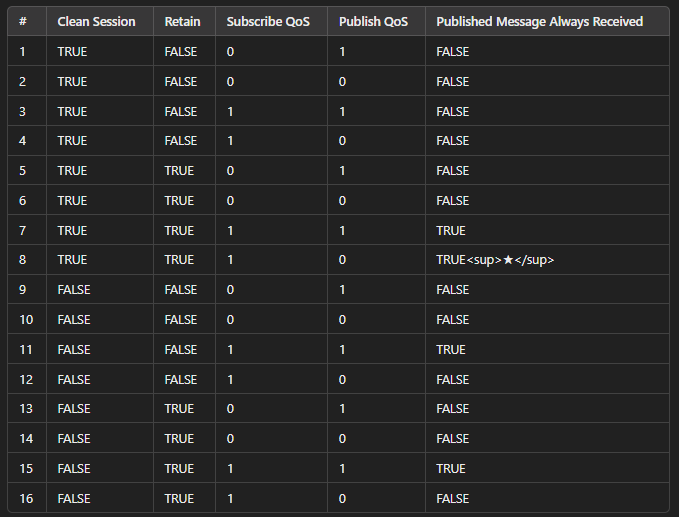 # Clean Session Retain Subscribe QoS Publish QoS Published Message Always Received
1 TRUE FALSE 0 1 FALSE
2 TRUE FALSE 0 0 FALSE
3 TRUE FALSE 1 1 FALSE
4 TRUE FALSE 1 0 FALSE
5 TRUE TRUE 0 1 FALSE
6 TRUE TRUE 0 0 FALSE
7 TRUE TRUE 1 1 TRUE
8 TRUE TRUE 1 0 TRUE<sup>★</sup>
9 FALSE FALSE 0 1 FALSE
10 FALSE FALSE 0 0 FALSE
11 FALSE FALSE 1 1 TRUE
12 FALSE FALSE 1 0 FALSE
13 FALSE TRUE 0 1 FALSE
14 FALSE TRUE 0 0 FALSE
15 FALSE TRUE 1 1 TRUE
16 FALSE TRUE 1 0 FALSE